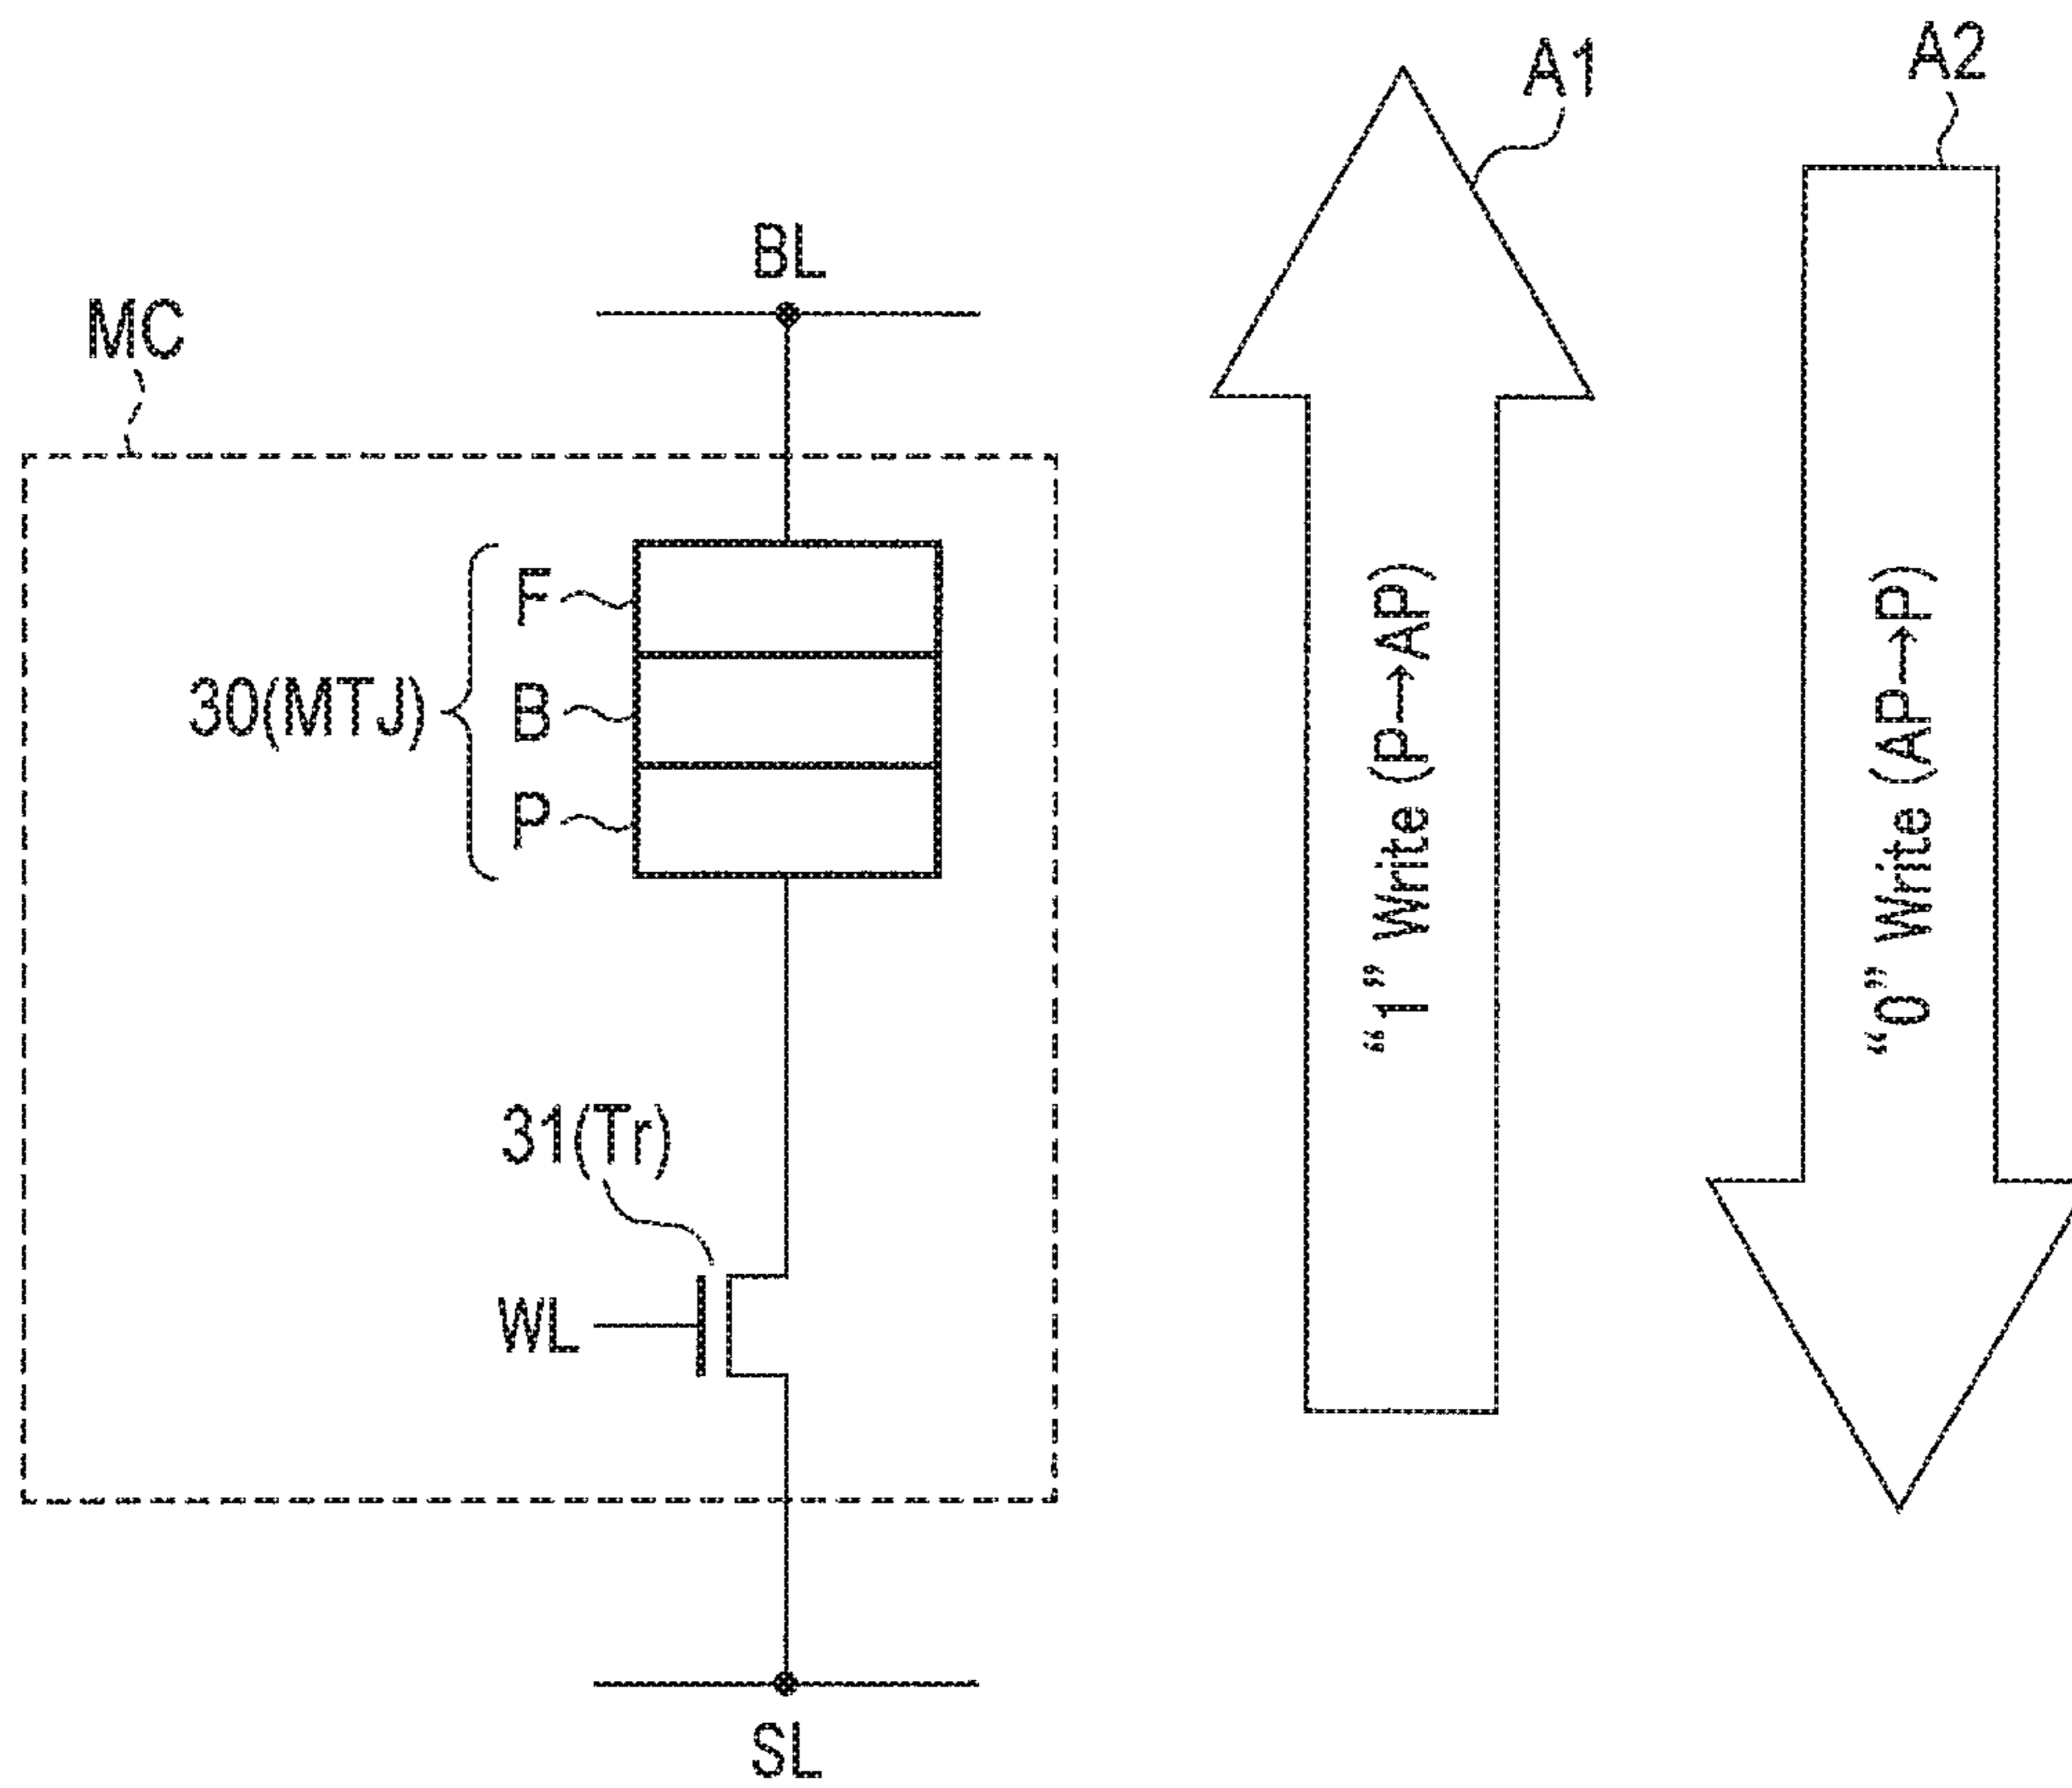 A1
A2
BL
MC
F
30(MTJ)
B
P
"1" Write (P→AP)
"0" Write (AP→P)
31(Tr)
WL
SL